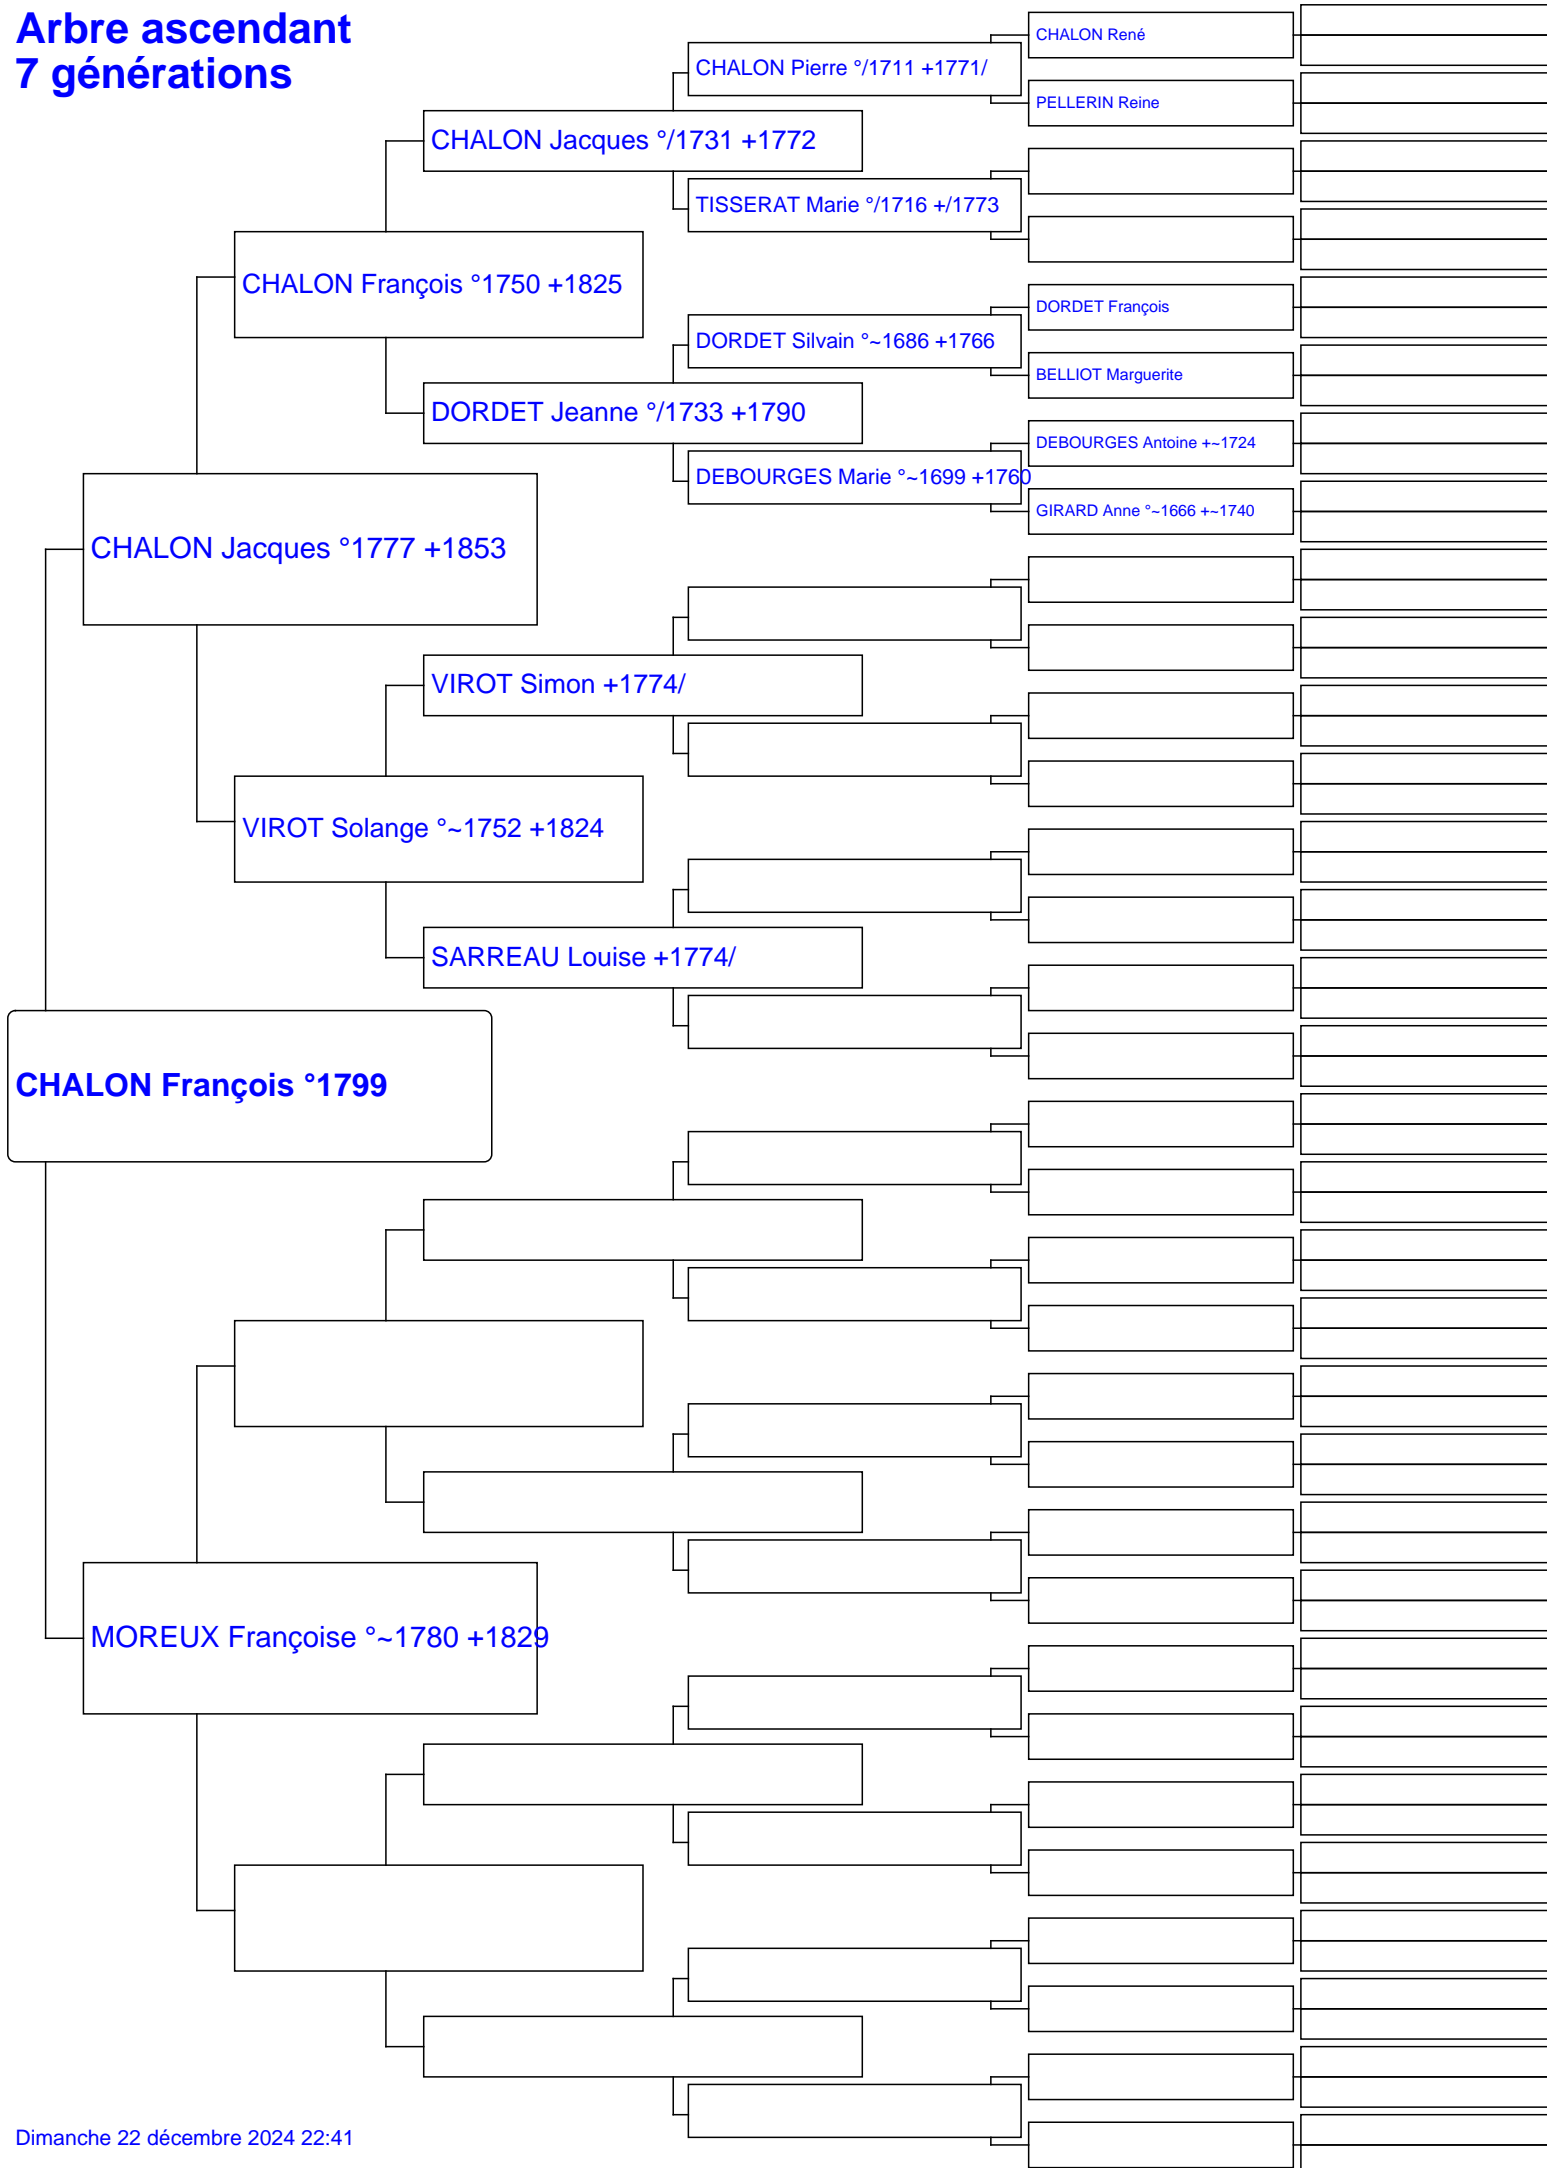 Arbre ascendant
7 générations
CHALON René
CHALON Pierre °/1711 +1771/
PELLERIN Reine
CHALON Jacques °/1731 +1772
TISSERAT Marie °/1716 +/1773
CHALON François °1750 +1825
DORDET François
DORDET Silvain °~1686 +1766
BELLIOT Marguerite
DORDET Jeanne °/1733 +1790
DEBOURGES Antoine +~1724
DEBOURGES Marie °~1699 +1760
GIRARD Anne °~1666 +~1740
CHALON Jacques °1777 +1853
VIROT Simon +1774/
VIROT Solange °~1752 +1824
SARREAU Louise +1774/
CHALON François °1799
MOREUX Françoise °~1780 +1829
Dimanche 22 décembre 2024 22:41